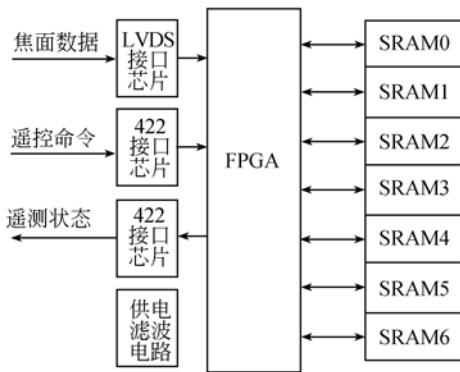 焦面数据
LVDS
接口
芯片
遥控命令
422
接口
芯片
遥测状态
422
接口
芯片
供电
滤波
电路
FPGA
SRAM0
SRAM1
SRAM2
SRAM3
SRAM4
SRAM5
SRAM6